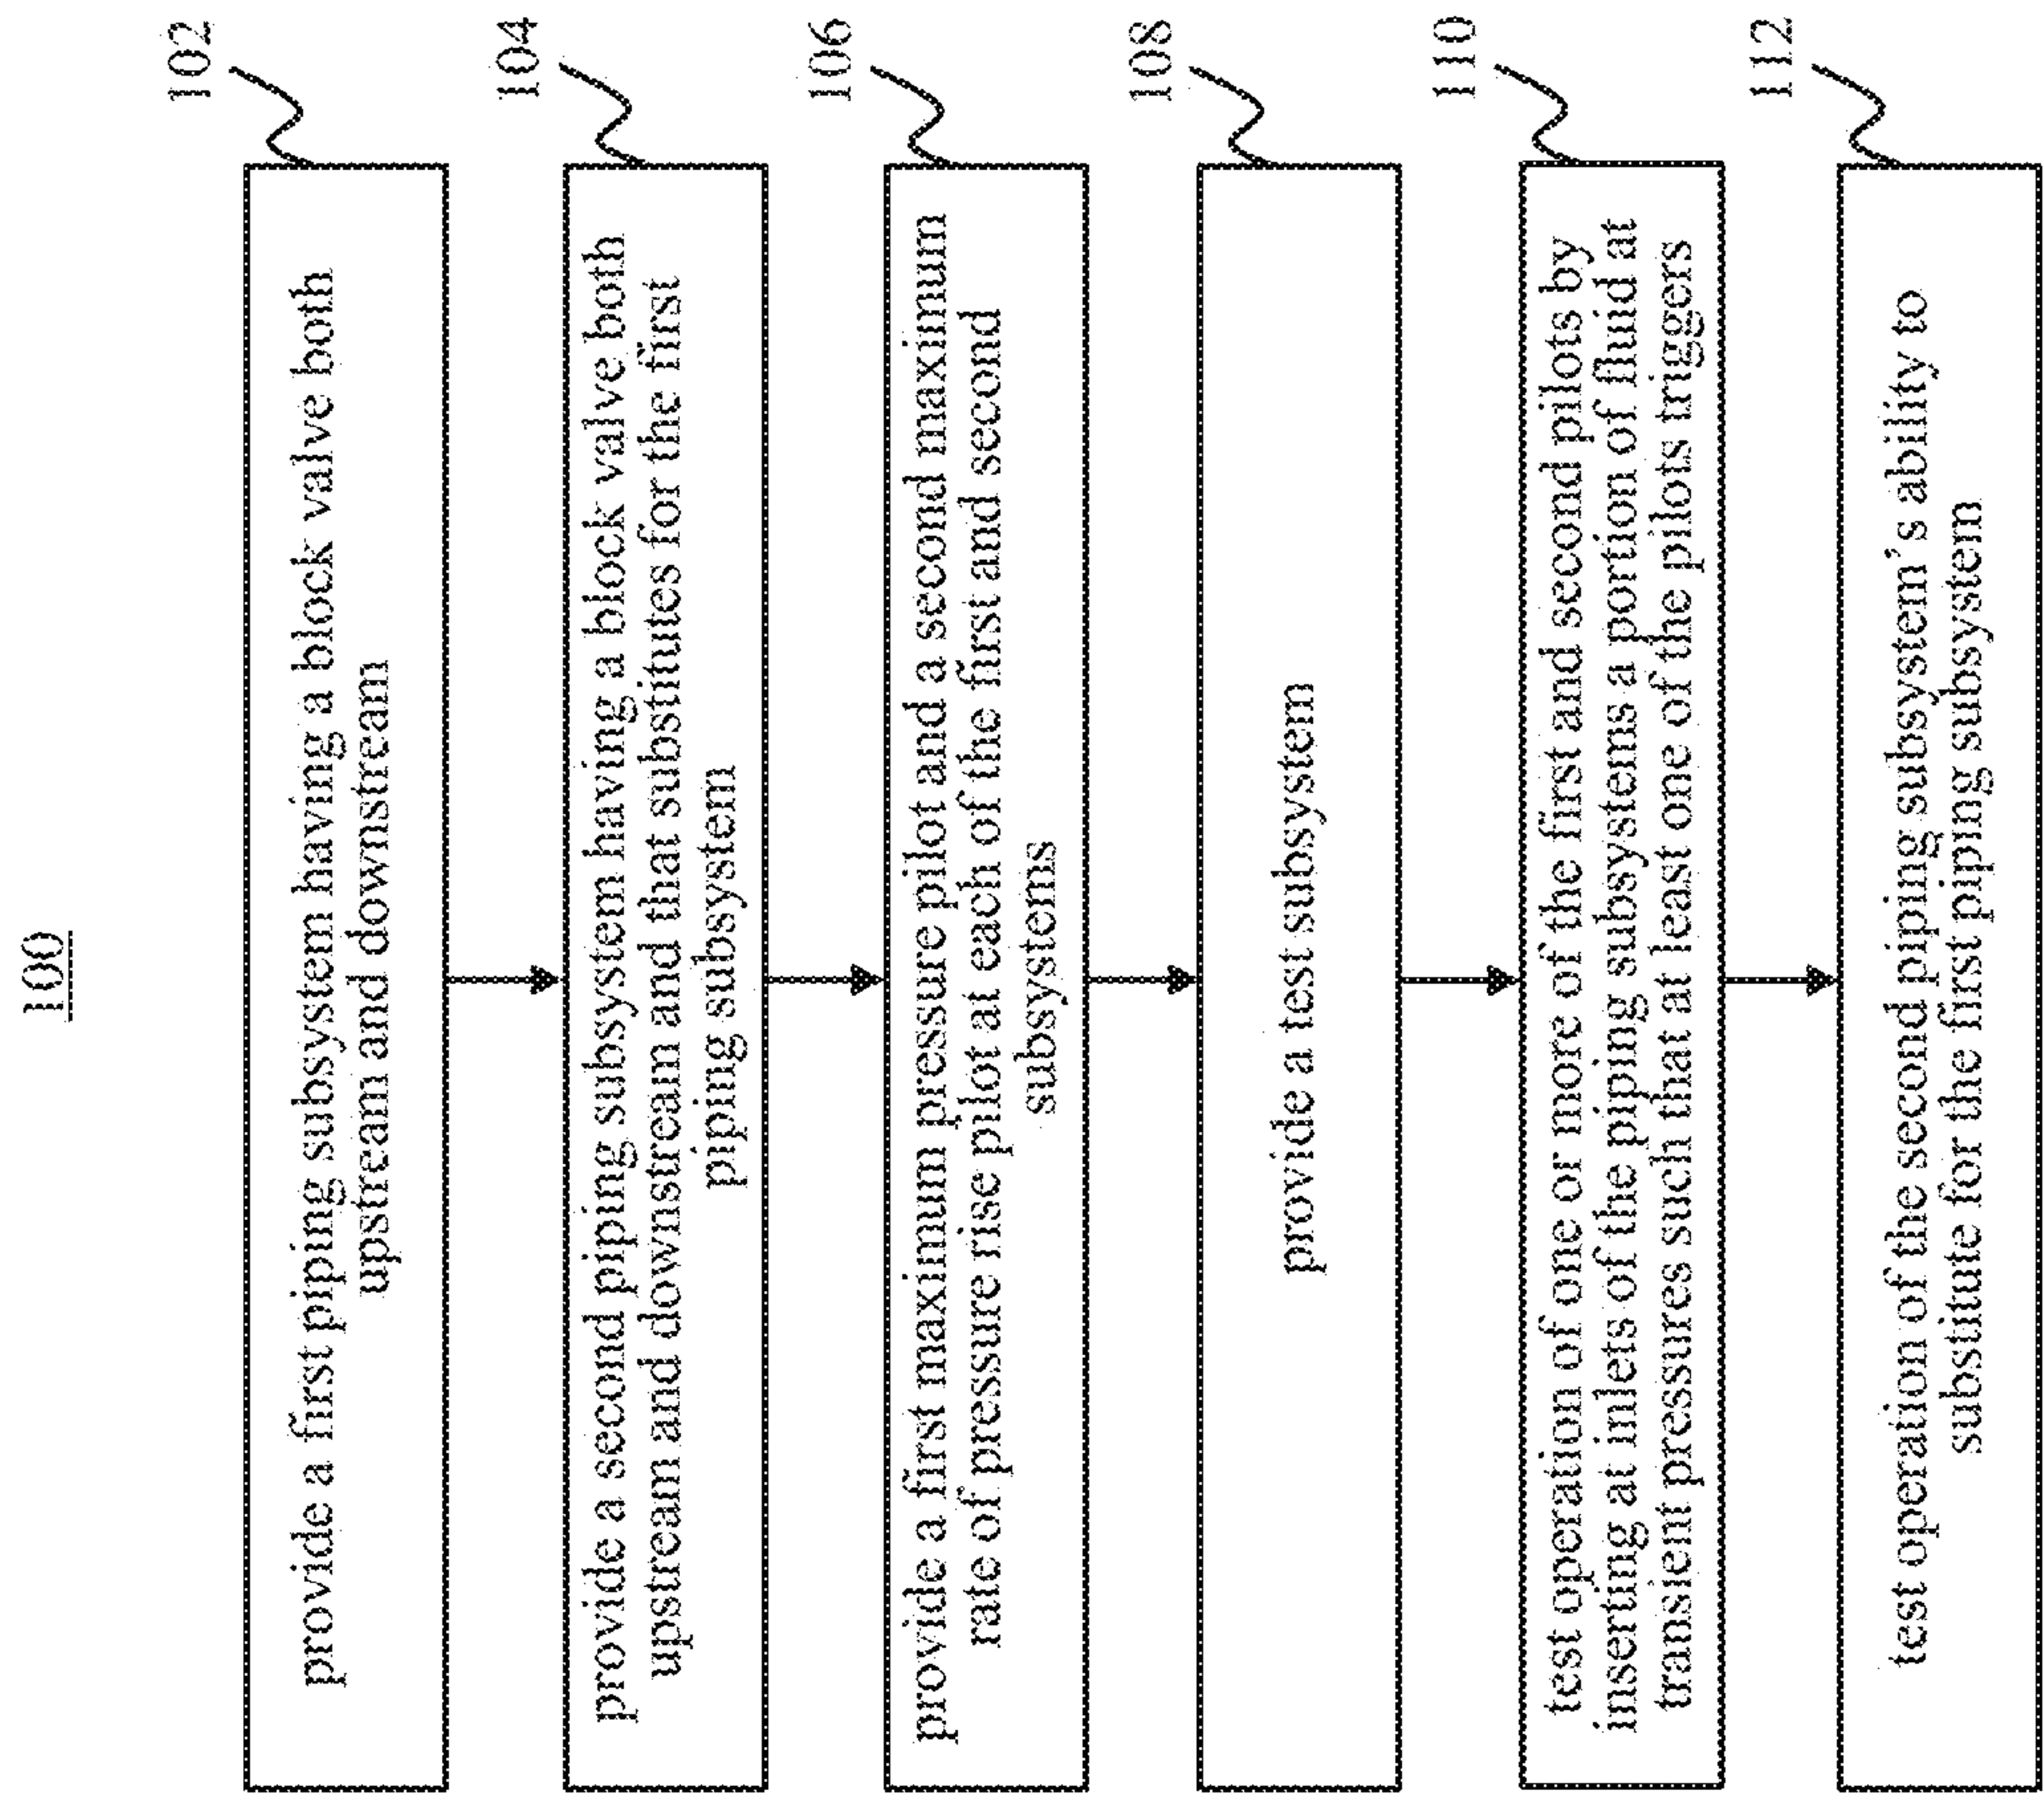 100
102
provide a first piping subsystem having a block valve both
upstream and downstream
104
provide a second piping subsystem having a block valve both
upstream and downstream and that substitutes for the first
piping subsystem
106
provide a first maximum pressure pilot and a second maximum
rate of pressure rise pilot at each of the first and second
subsystems
108
provide a test subsystem
110
test operation of one or more of the first and second pilots by
inserting at inlets of the piping subsystems a portion of fluid at
transient pressures such that at least one of the pilots triggers
112
test operation of the second piping subsystem's ability to
substitute for the first piping subsystem